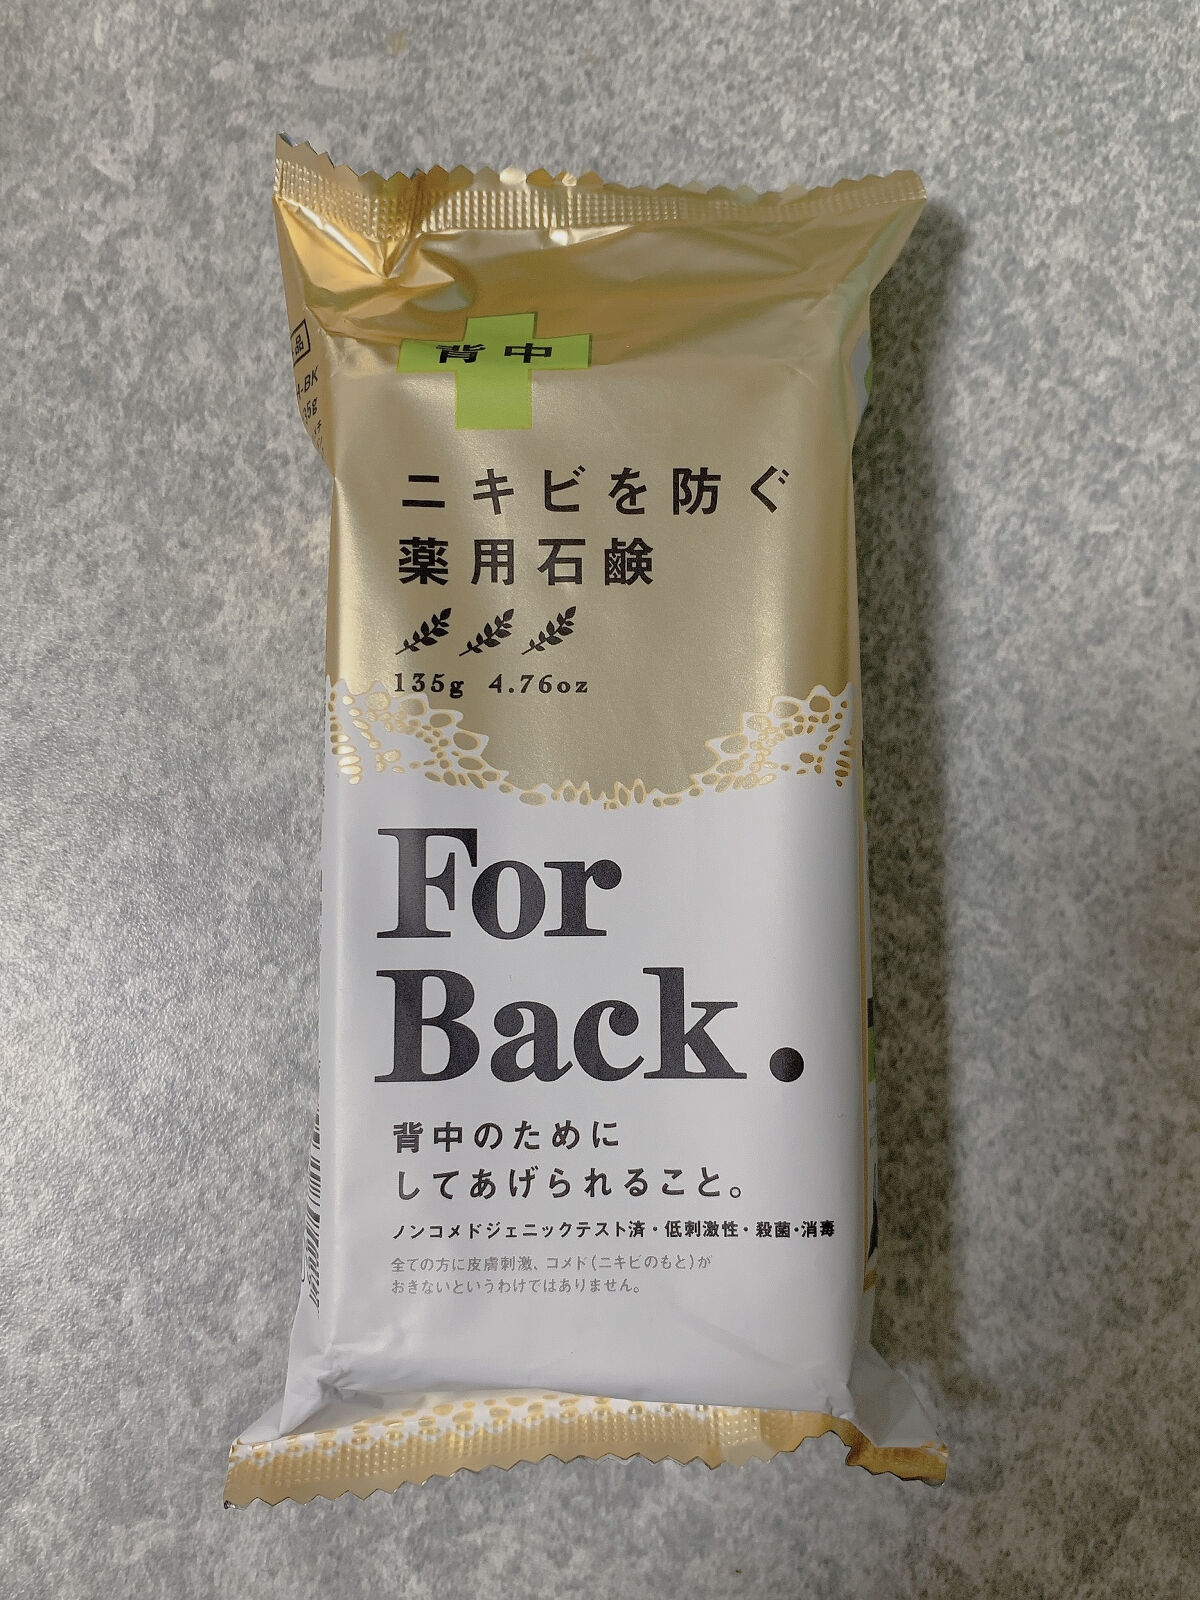 背中
ニキビを防ぐ
薬用石鹸
135g 4.76oz
For
Back.
背中のために
してあげられること。
ノンコメドジェニックテスト済・低刺激性・殺菌・消毒
全ての方に皮膚刺激、コメド(ニキビのもと)が
おきないというわけではありません。
品
-BK
35g